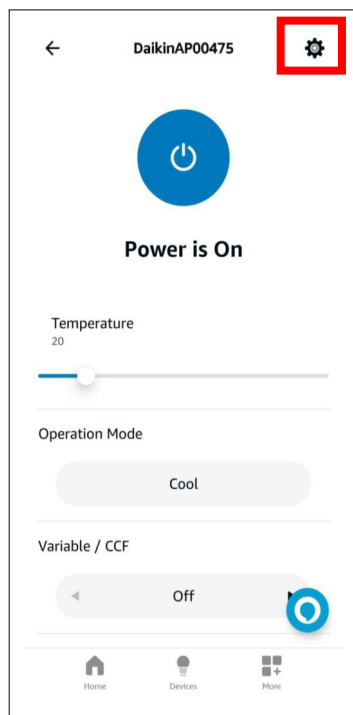 DaikinAP00475
Power is On
Temperature
20
Operation Mode
Cool
Variable / CCF
Off
Home Devices More